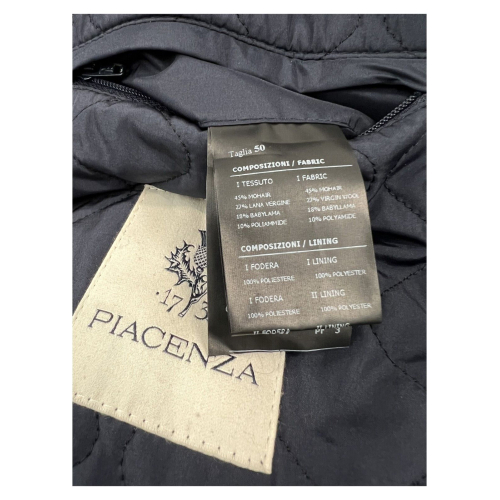 Taglia 50
COMPOSIZIONI / FABRIC
I TESSUTO I FABRIC
45% MOHAIR 45% MOHAIR
27% LANA VERGINE 27% VIRGIN WOOL
18% BABYLAMA 18% BABYLAMA
10% POLIAMMIDE 10% POLYAMIDE
COMPOSIZIONI / LINING
I FODERA I LINING
100% POLIESTERE 100% POLYESTER
I FODERA II LINING
100% POLIESTERE 100% POLYESTER
II FODERA
·17
PIACENZA